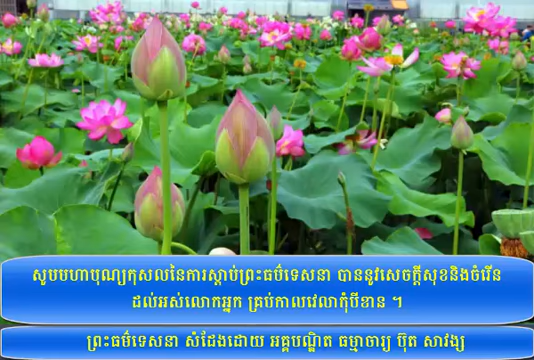 សូមមហាបុណ្យកុសលនៃការស្តាប់ព្រះធម៌ទេសនា បាននូវសេចក្តីសុខនិងចំរើន
ដល់អស់លោកអ្នក គ្រប់កាលវេលាកុំបីខាន ។
ព្រះធម៌ទេសនា សំដែងដោយ អគ្គបណ្ឌិត ធម្មាចារ្យ ប៊ុត សាវង្ស